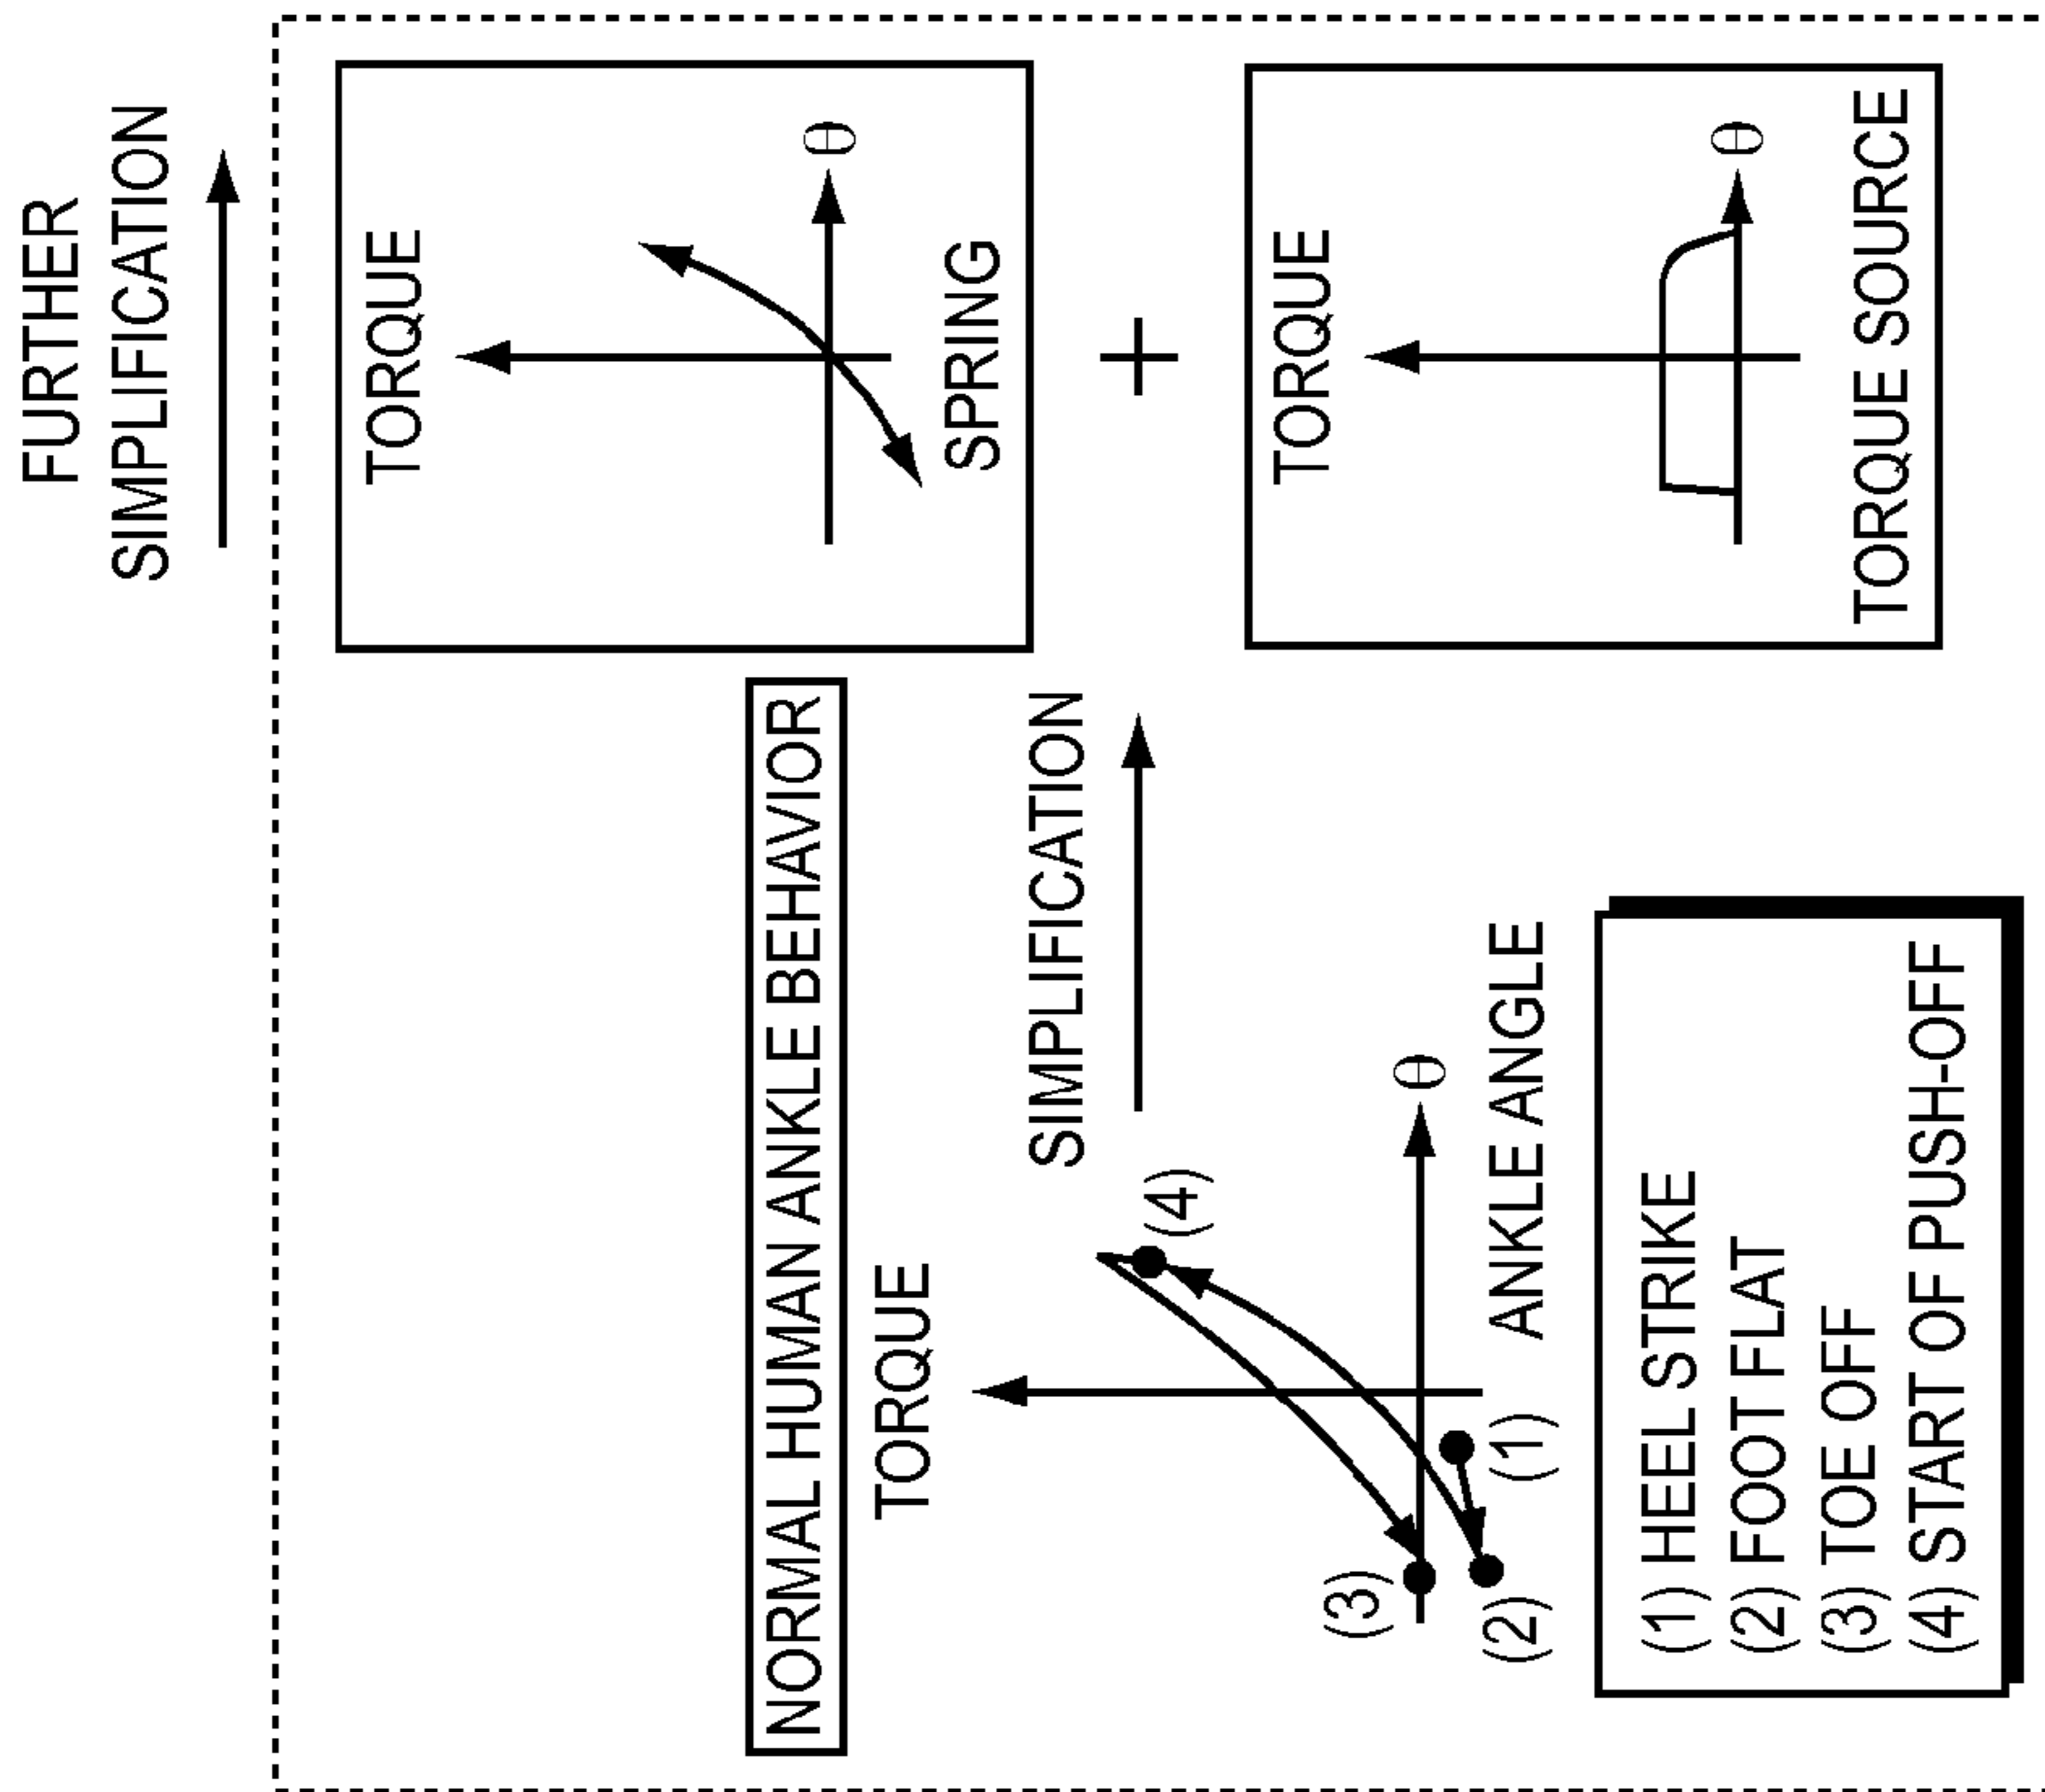 FURTHER
SIMPLIFICATION
NORMAL HUMAN ANKLE BEHAVIOR
TORQUE
(4)
(3)
(2)
(1)
θ
ANKLE ANGLE
(1) HEEL STRIKE
(2) FOOT FLAT
(3) TOE OFF
(4) START OF PUSH-OFF
SIMPLIFICATION
TORQUE
θ
SPRING
+
TORQUE
θ
TORQUE SOURCE